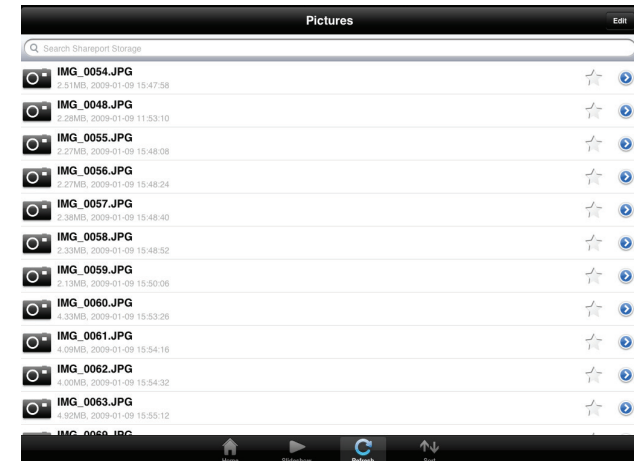 Pictures
Edit
Search Shareport Storage
IMG_0054.JPG
2.51MB, 2009-01-09 15:47:58
IMG_0048.JPG
2.28MB, 2009-01-09 11:53:10
IMG_0055.JPG
2.27MB, 2009-01-09 15:48:08
IMG_0056.JPG
2.27MB, 2009-01-09 15:48:24
IMG_0057.JPG
2.38MB, 2009-01-09 15:48:40
IMG_0058.JPG
2.33MB, 2009-01-09 15:48:52
IMG_0059.JPG
2.13MB, 2009-01-09 15:50:06
IMG_0060.JPG
4.33MB, 2009-01-09 15:53:26
IMG_0061.JPG
4.09MB, 2009-01-09 15:54:16
IMG_0062.JPG
4.00MB, 2009-01-09 15:54:32
IMG_0063.JPG
4.92MB, 2009-01-09 15:55:12
IMG_0069.JPG
Home Slideshow Refresh Sort